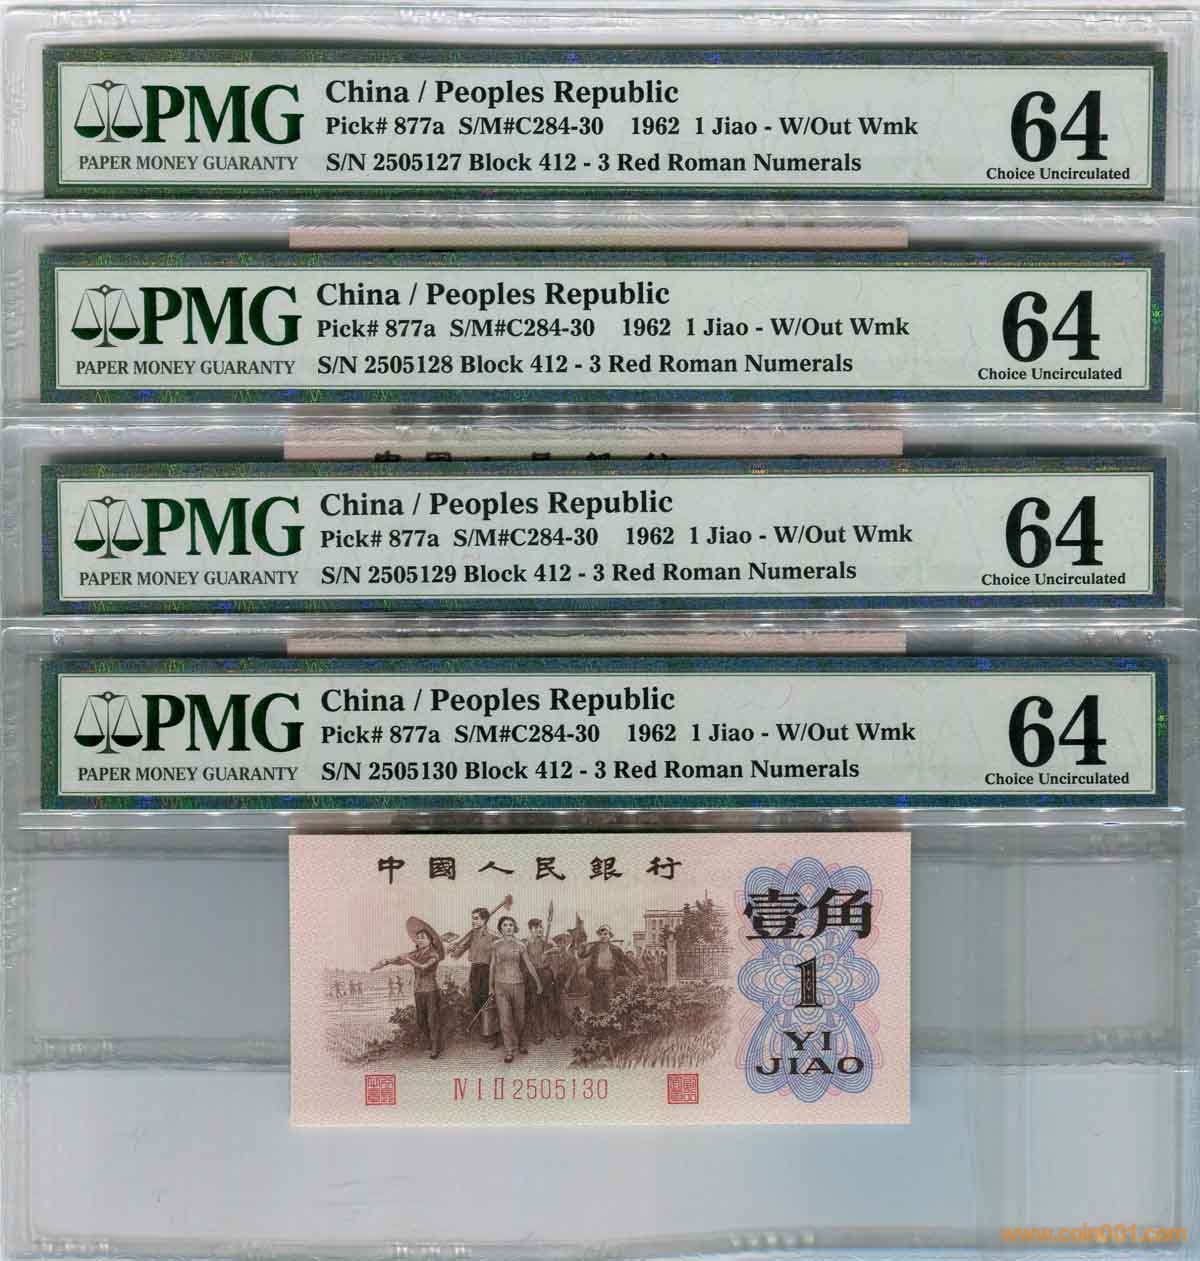 PMG
PAPER MONEY GUARANTY
China / Peoples Republic
Pick# 877a S/M#C284-30 1962 1 Jiao - W/Out Wmk
S/N 2505127 Block 412 - 3 Red Roman Numerals
64
Choice Uncirculated
PMG
PAPER MONEY GUARANTY
China / Peoples Republic
Pick# 877a S/M#C284-30 1962 1 Jiao - W/Out Wmk
S/N 2505128 Block 412 - 3 Red Roman Numerals
64
Choice Uncirculated
中國人民銀行
PMG
PAPER MONEY GUARANTY
China / Peoples Republic
Pick# 877a S/M#C284-30 1962 1 Jiao - W/Out Wmk
S/N 2505129 Block 412 - 3 Red Roman Numerals
64
Choice Uncirculated
PMG
PAPER MONEY GUARANTY
China / Peoples Republic
Pick# 877a S/M#C284-30 1962 1 Jiao - W/Out Wmk
S/N 2505130 Block 412 - 3 Red Roman Numerals
64
Choice Uncirculated
中國人民銀行
壹角
1
YI
JIAO
IV I II 2505130
www.coin001.com